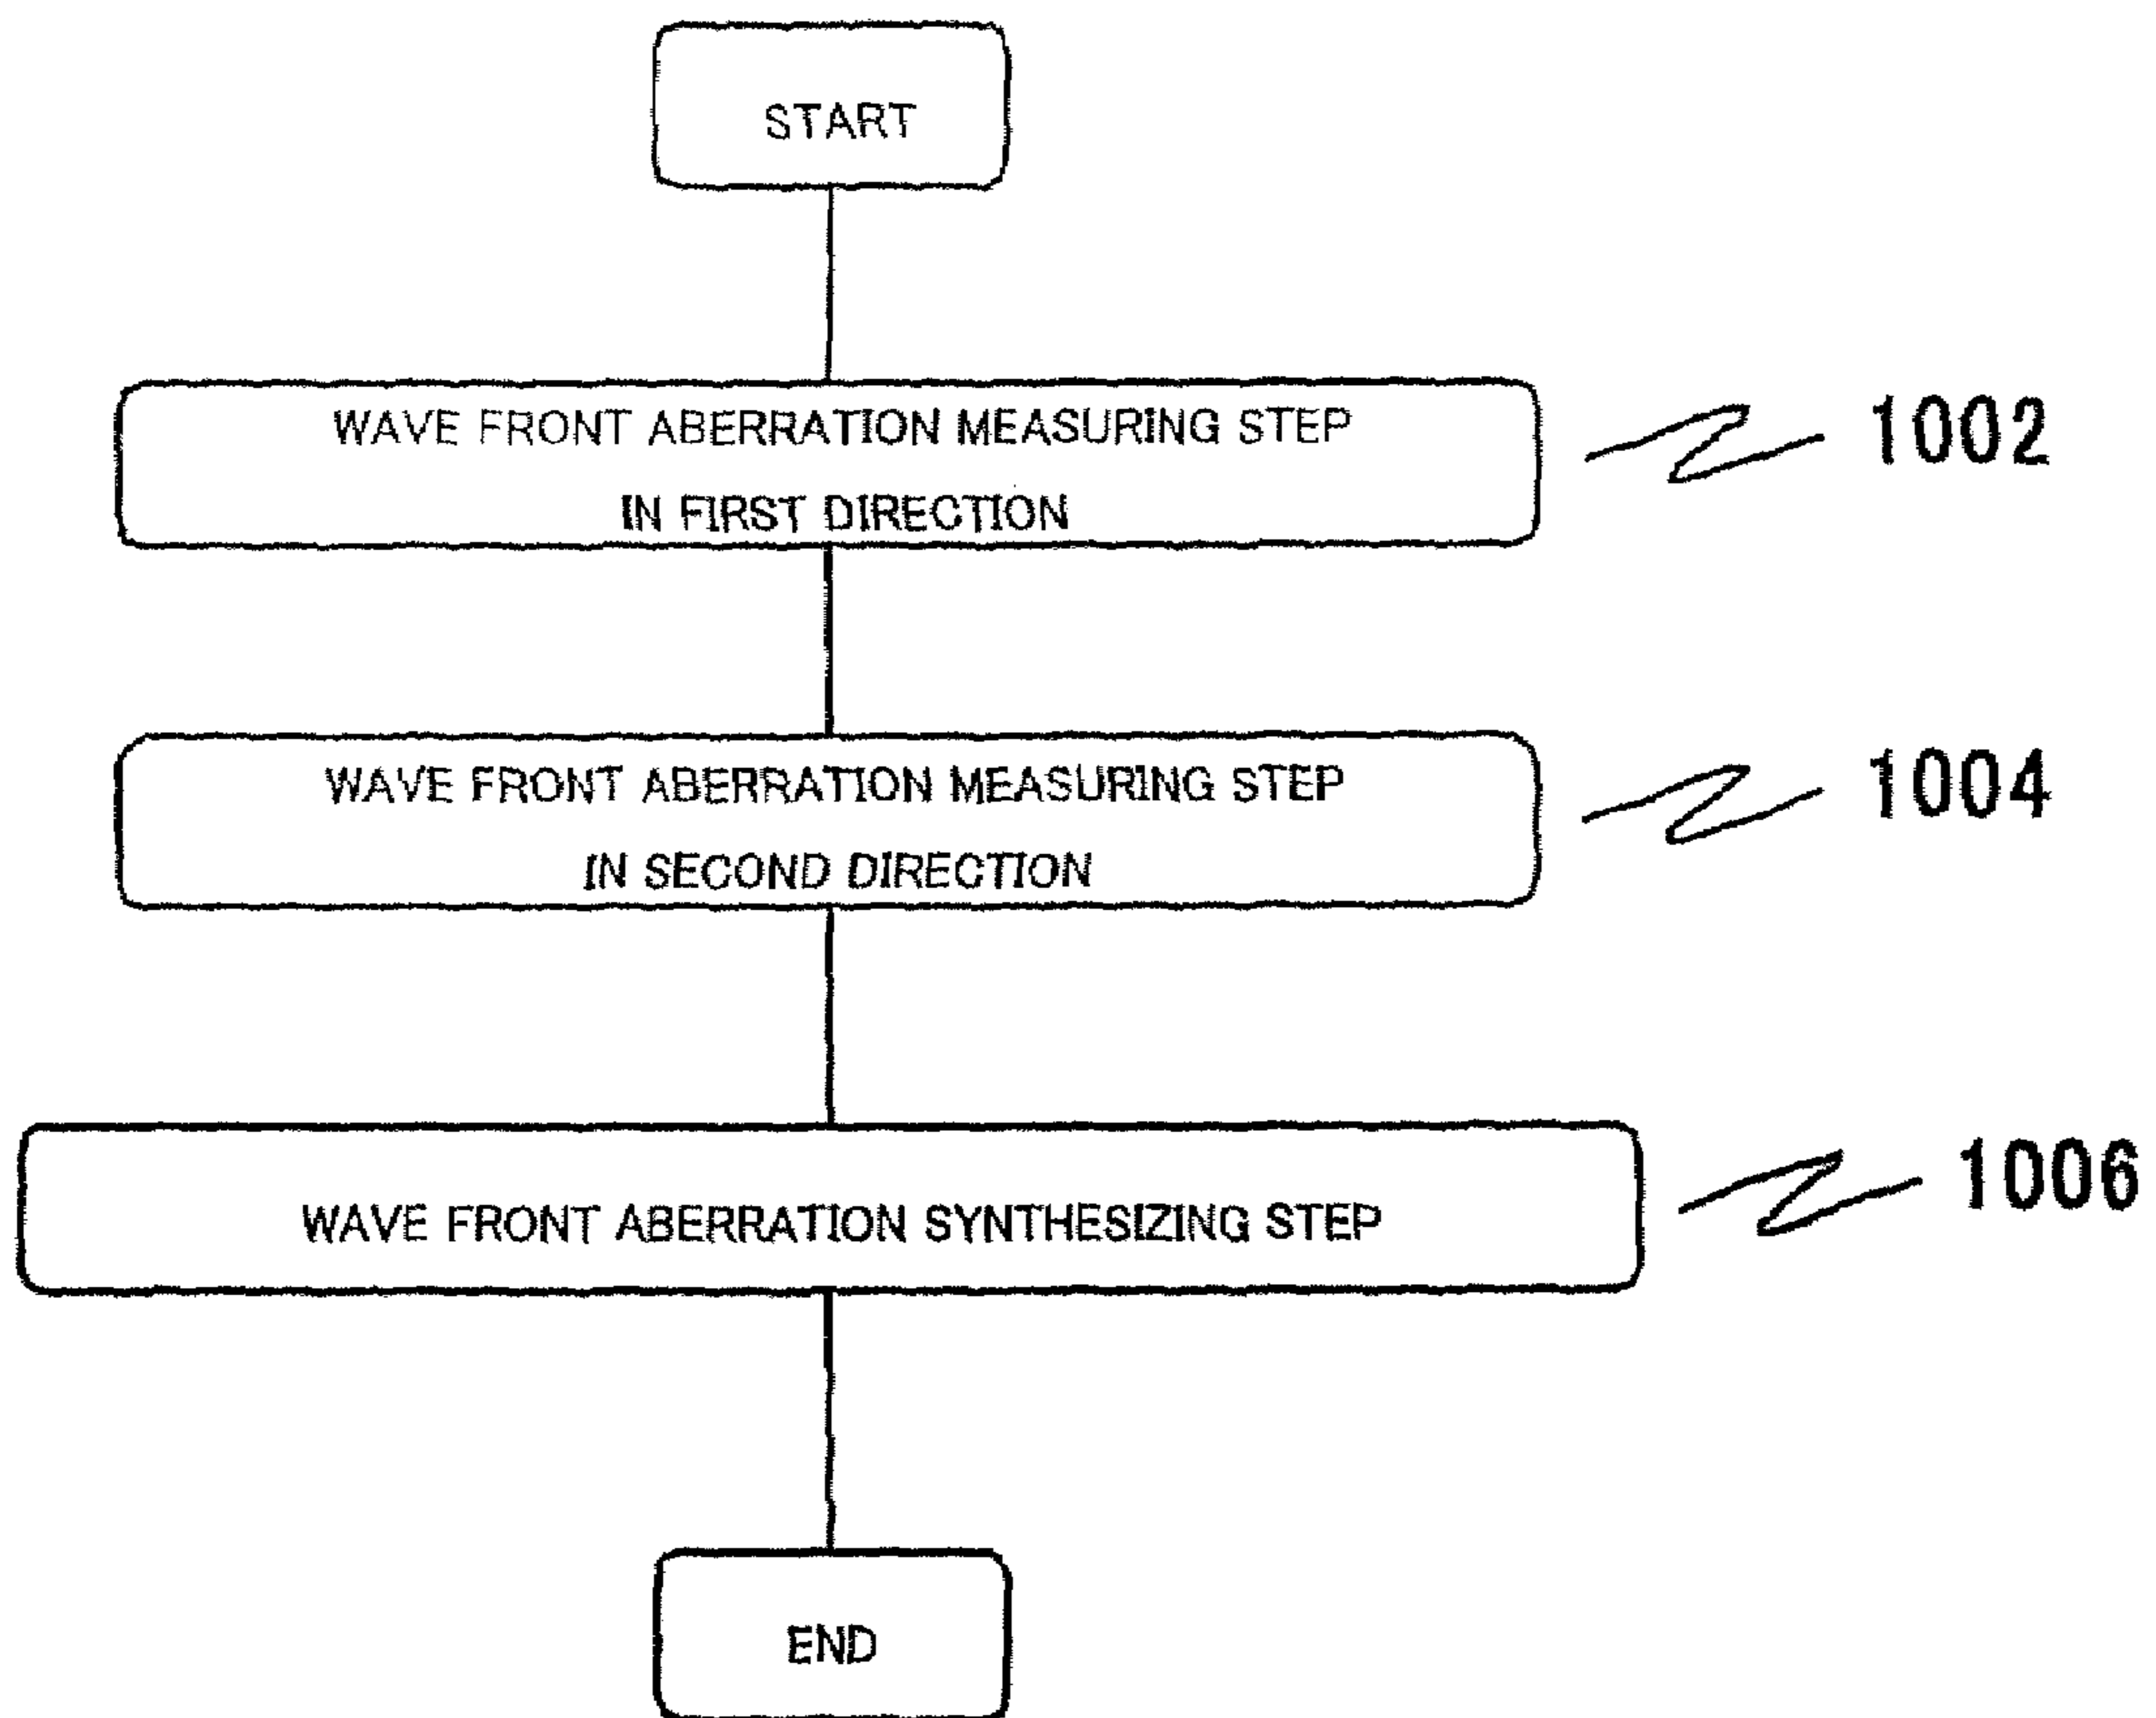 START
WAVE FRONT ABERRATION MEASURING STEP
IN FIRST DIRECTION
1002
WAVE FRONT ABERRATION MEASURING STEP
IN SECOND DIRECTION
1004
WAVE FRONT ABERRATION SYNTHESIZING STEP
1006
END